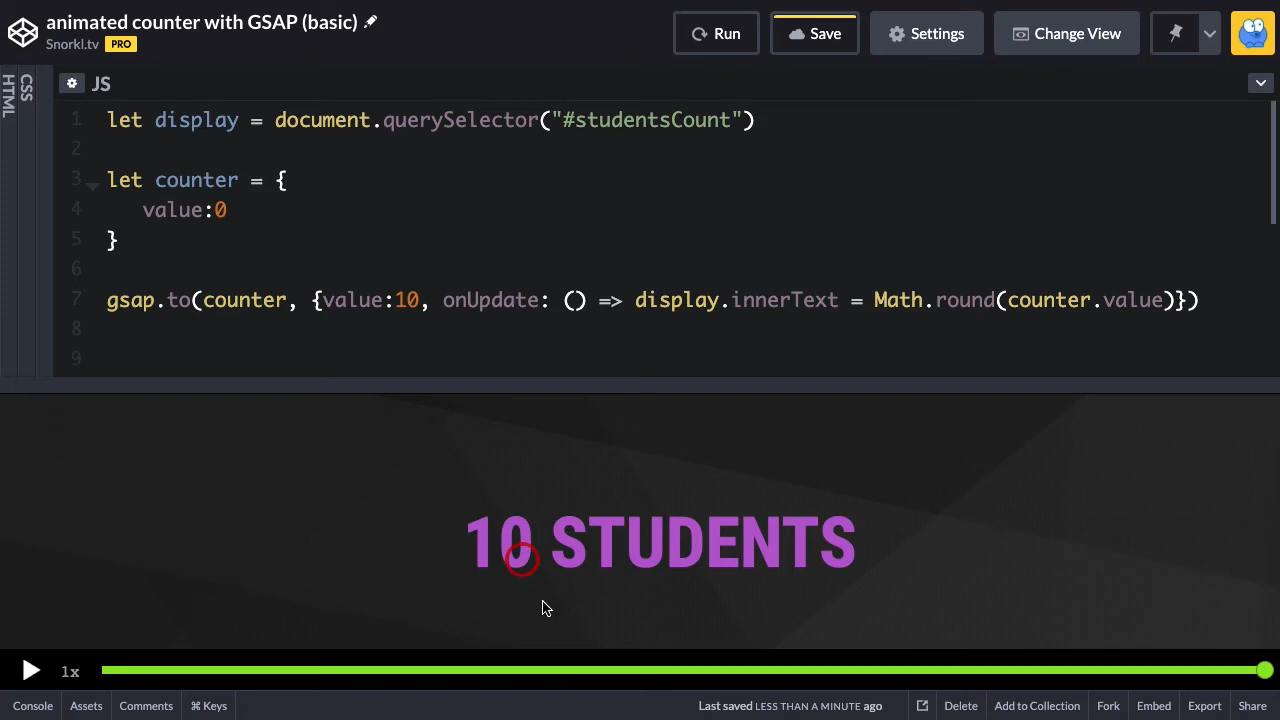 animated counter with GSAP (basic)
Snorkl.tv PRO
Run
Save
Settings
Change View
HTML
CSS
JS
1 let display = document.querySelector("#studentsCount")
2
3 let counter = {
4 value:0
5 }
6
7 gsap.to(counter, {value:10, onUpdate: () => display.innerText = Math.round(counter.value)})
8
9
10 STUDENTS
1x
Console Assets Comments ⌘ Keys Last saved LESS THAN A MINUTE ago Delete Add to Collection Fork Embed Export Share